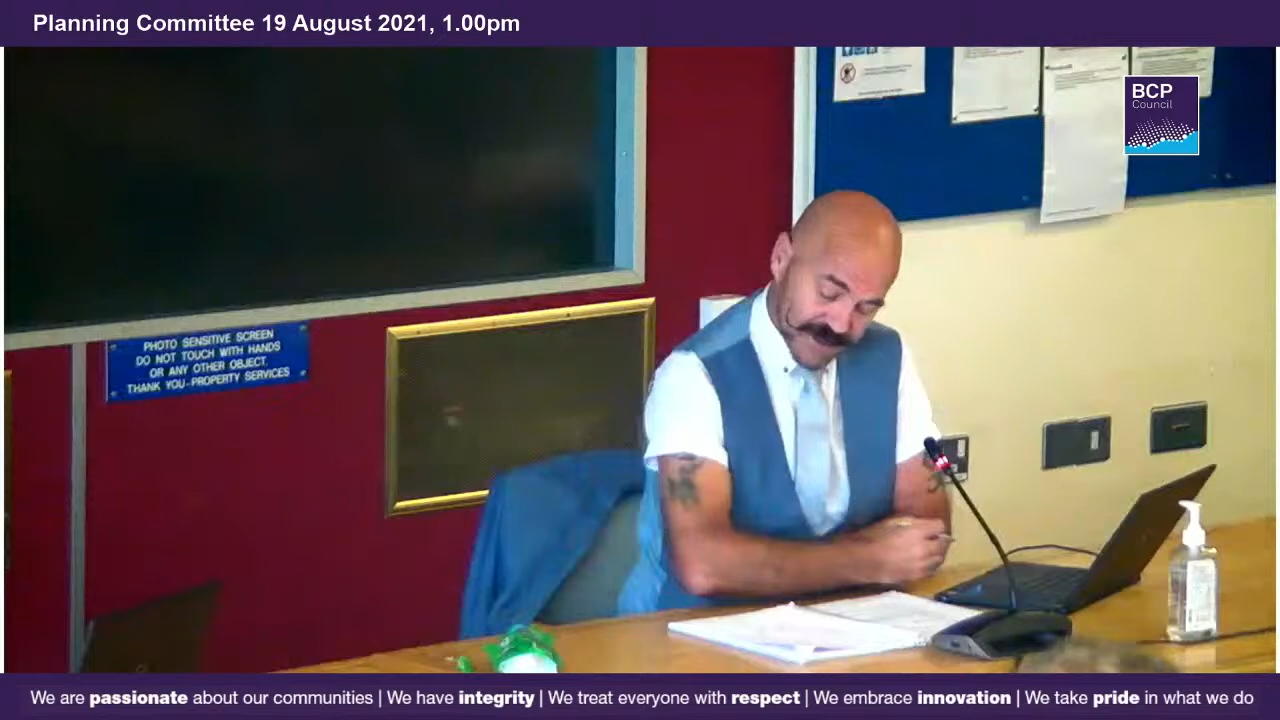 Planning Committee 19 August 2021, 1.00pm
BCP
Council
PHOTO SENSITIVE SCREEN
DO NOT TOUCH WITH HANDS
OR ANY OTHER OBJECT.
THANK YOU-PROPERTY SERVICES
We are passionate about our communities | We have integrity | We treat everyone with respect | We embrace innovation | We take pride in what we do